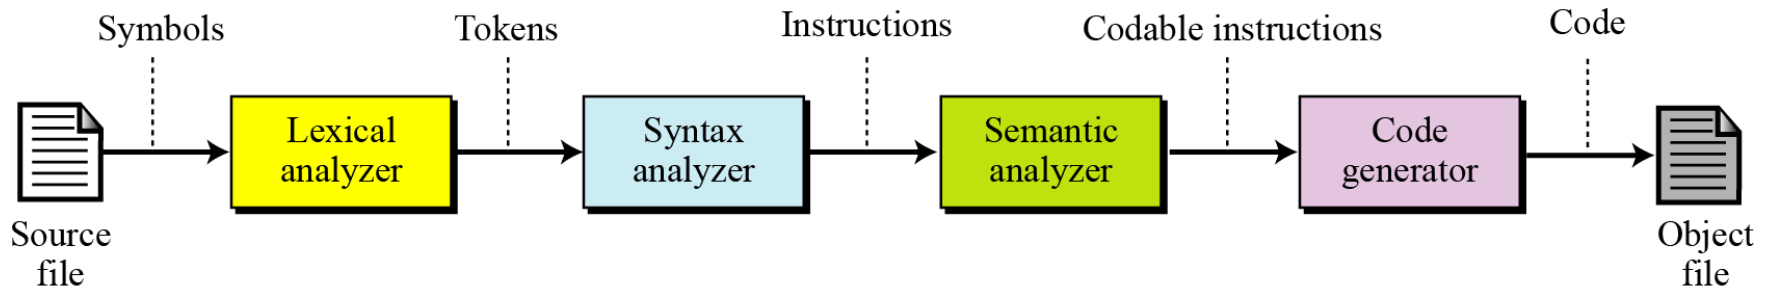 Symbols
Tokens
Instructions
Codable instructions
Code
Lexical
analyzer
Syntax
analyzer
Semantic
analyzer
Code
generator
Source
file
Object
file